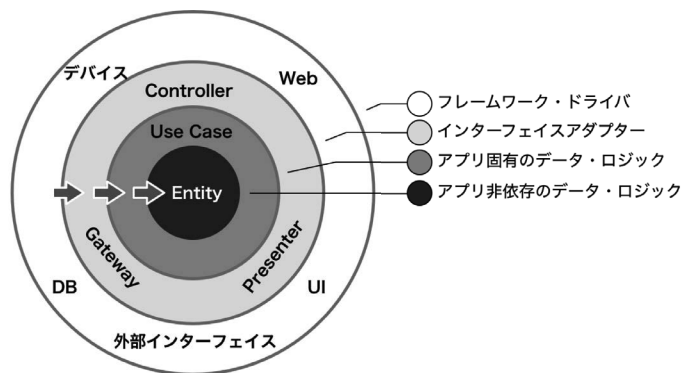 デバイス
Web
Controller
Use Case
Entity
Gateway
Presenter
DB
UI
外部インターフェイス
フレームワーク・ドライバ
インターフェイスアダプター
アプリ固有のデータ・ロジック
アプリ非依存のデータ・ロジック